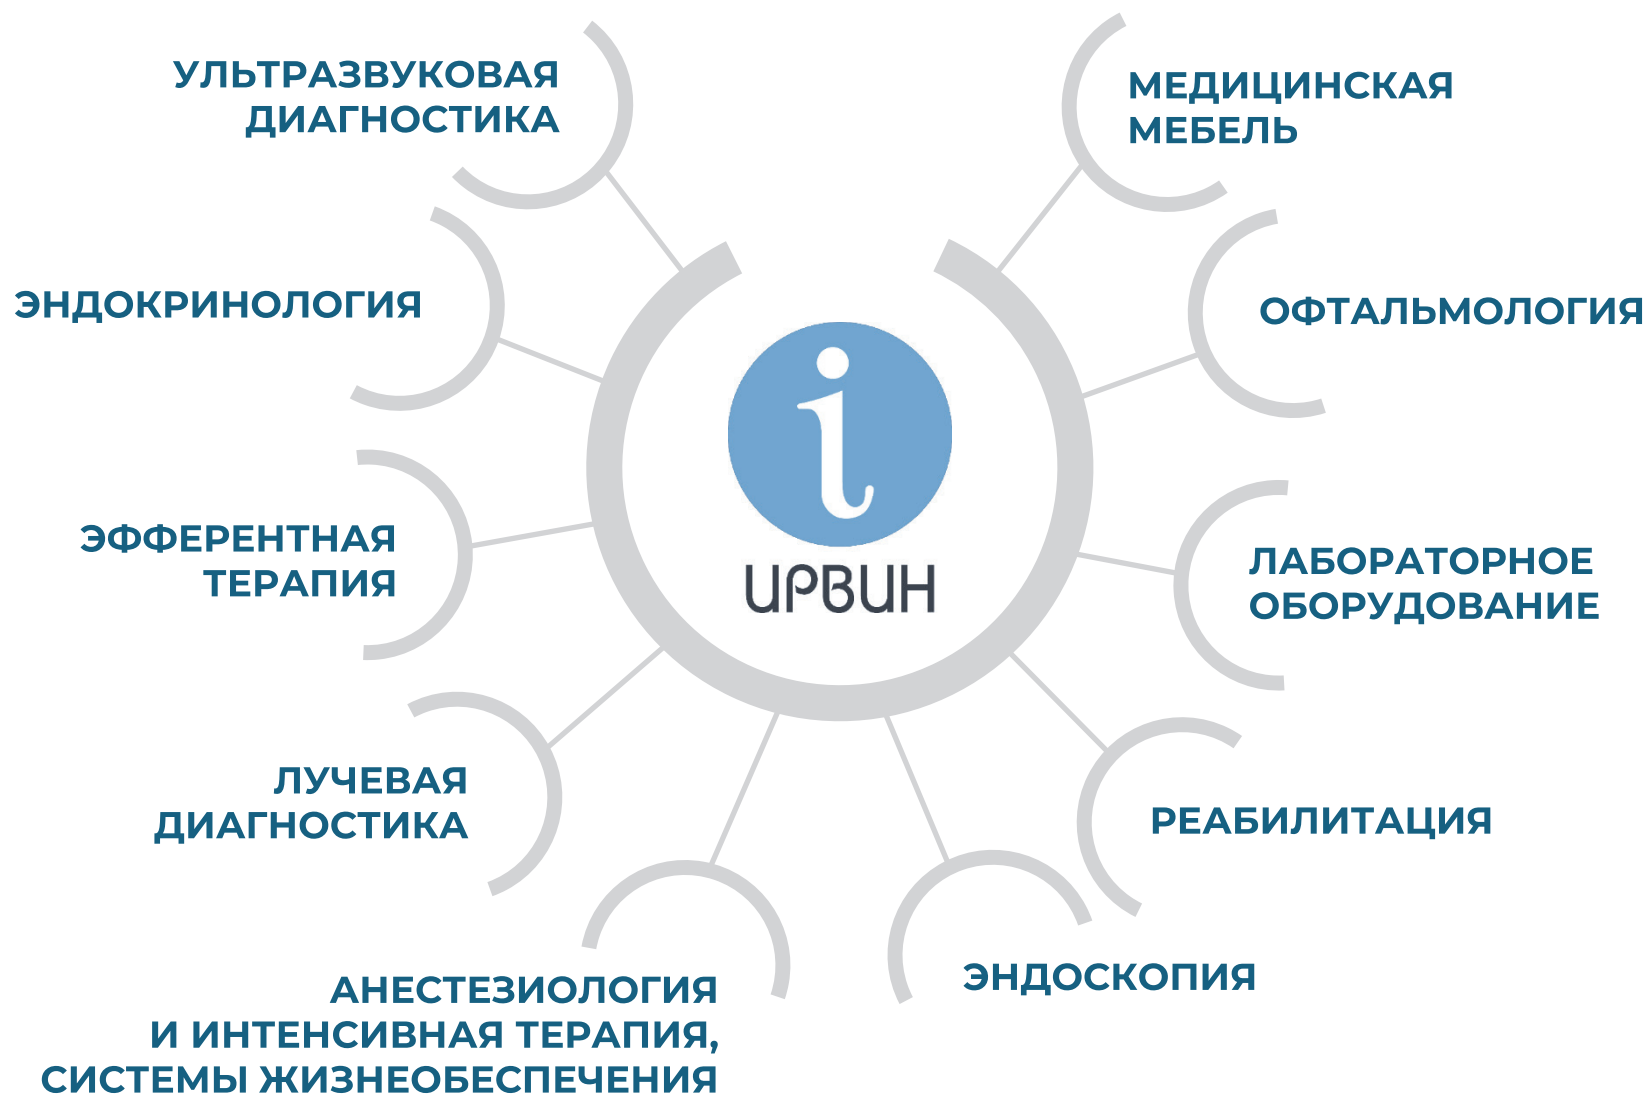 УЛЬТРАЗВУКОВАЯ
ДИАГНОСТИКА
МЕДИЦИНСКАЯ
МЕБЕЛЬ
ЭНДОКРИНОЛОГИЯ
ОФТАЛЬМОЛОГИЯ
i
ИРВИН
ЭФФЕРЕНТНАЯ
ТЕРАПИЯ
ЛАБОРАТОРНОЕ
ОБОРУДОВАНИЕ
ЛУЧЕВАЯ
ДИАГНОСТИКА
РЕАБИЛИТАЦИЯ
АНЕСТЕЗИОЛОГИЯ
И ИНТЕНСИВНАЯ ТЕРАПИЯ,
СИСТЕМЫ ЖИЗНЕОБЕСПЕЧЕНИЯ
ЭНДОСКОПИЯ